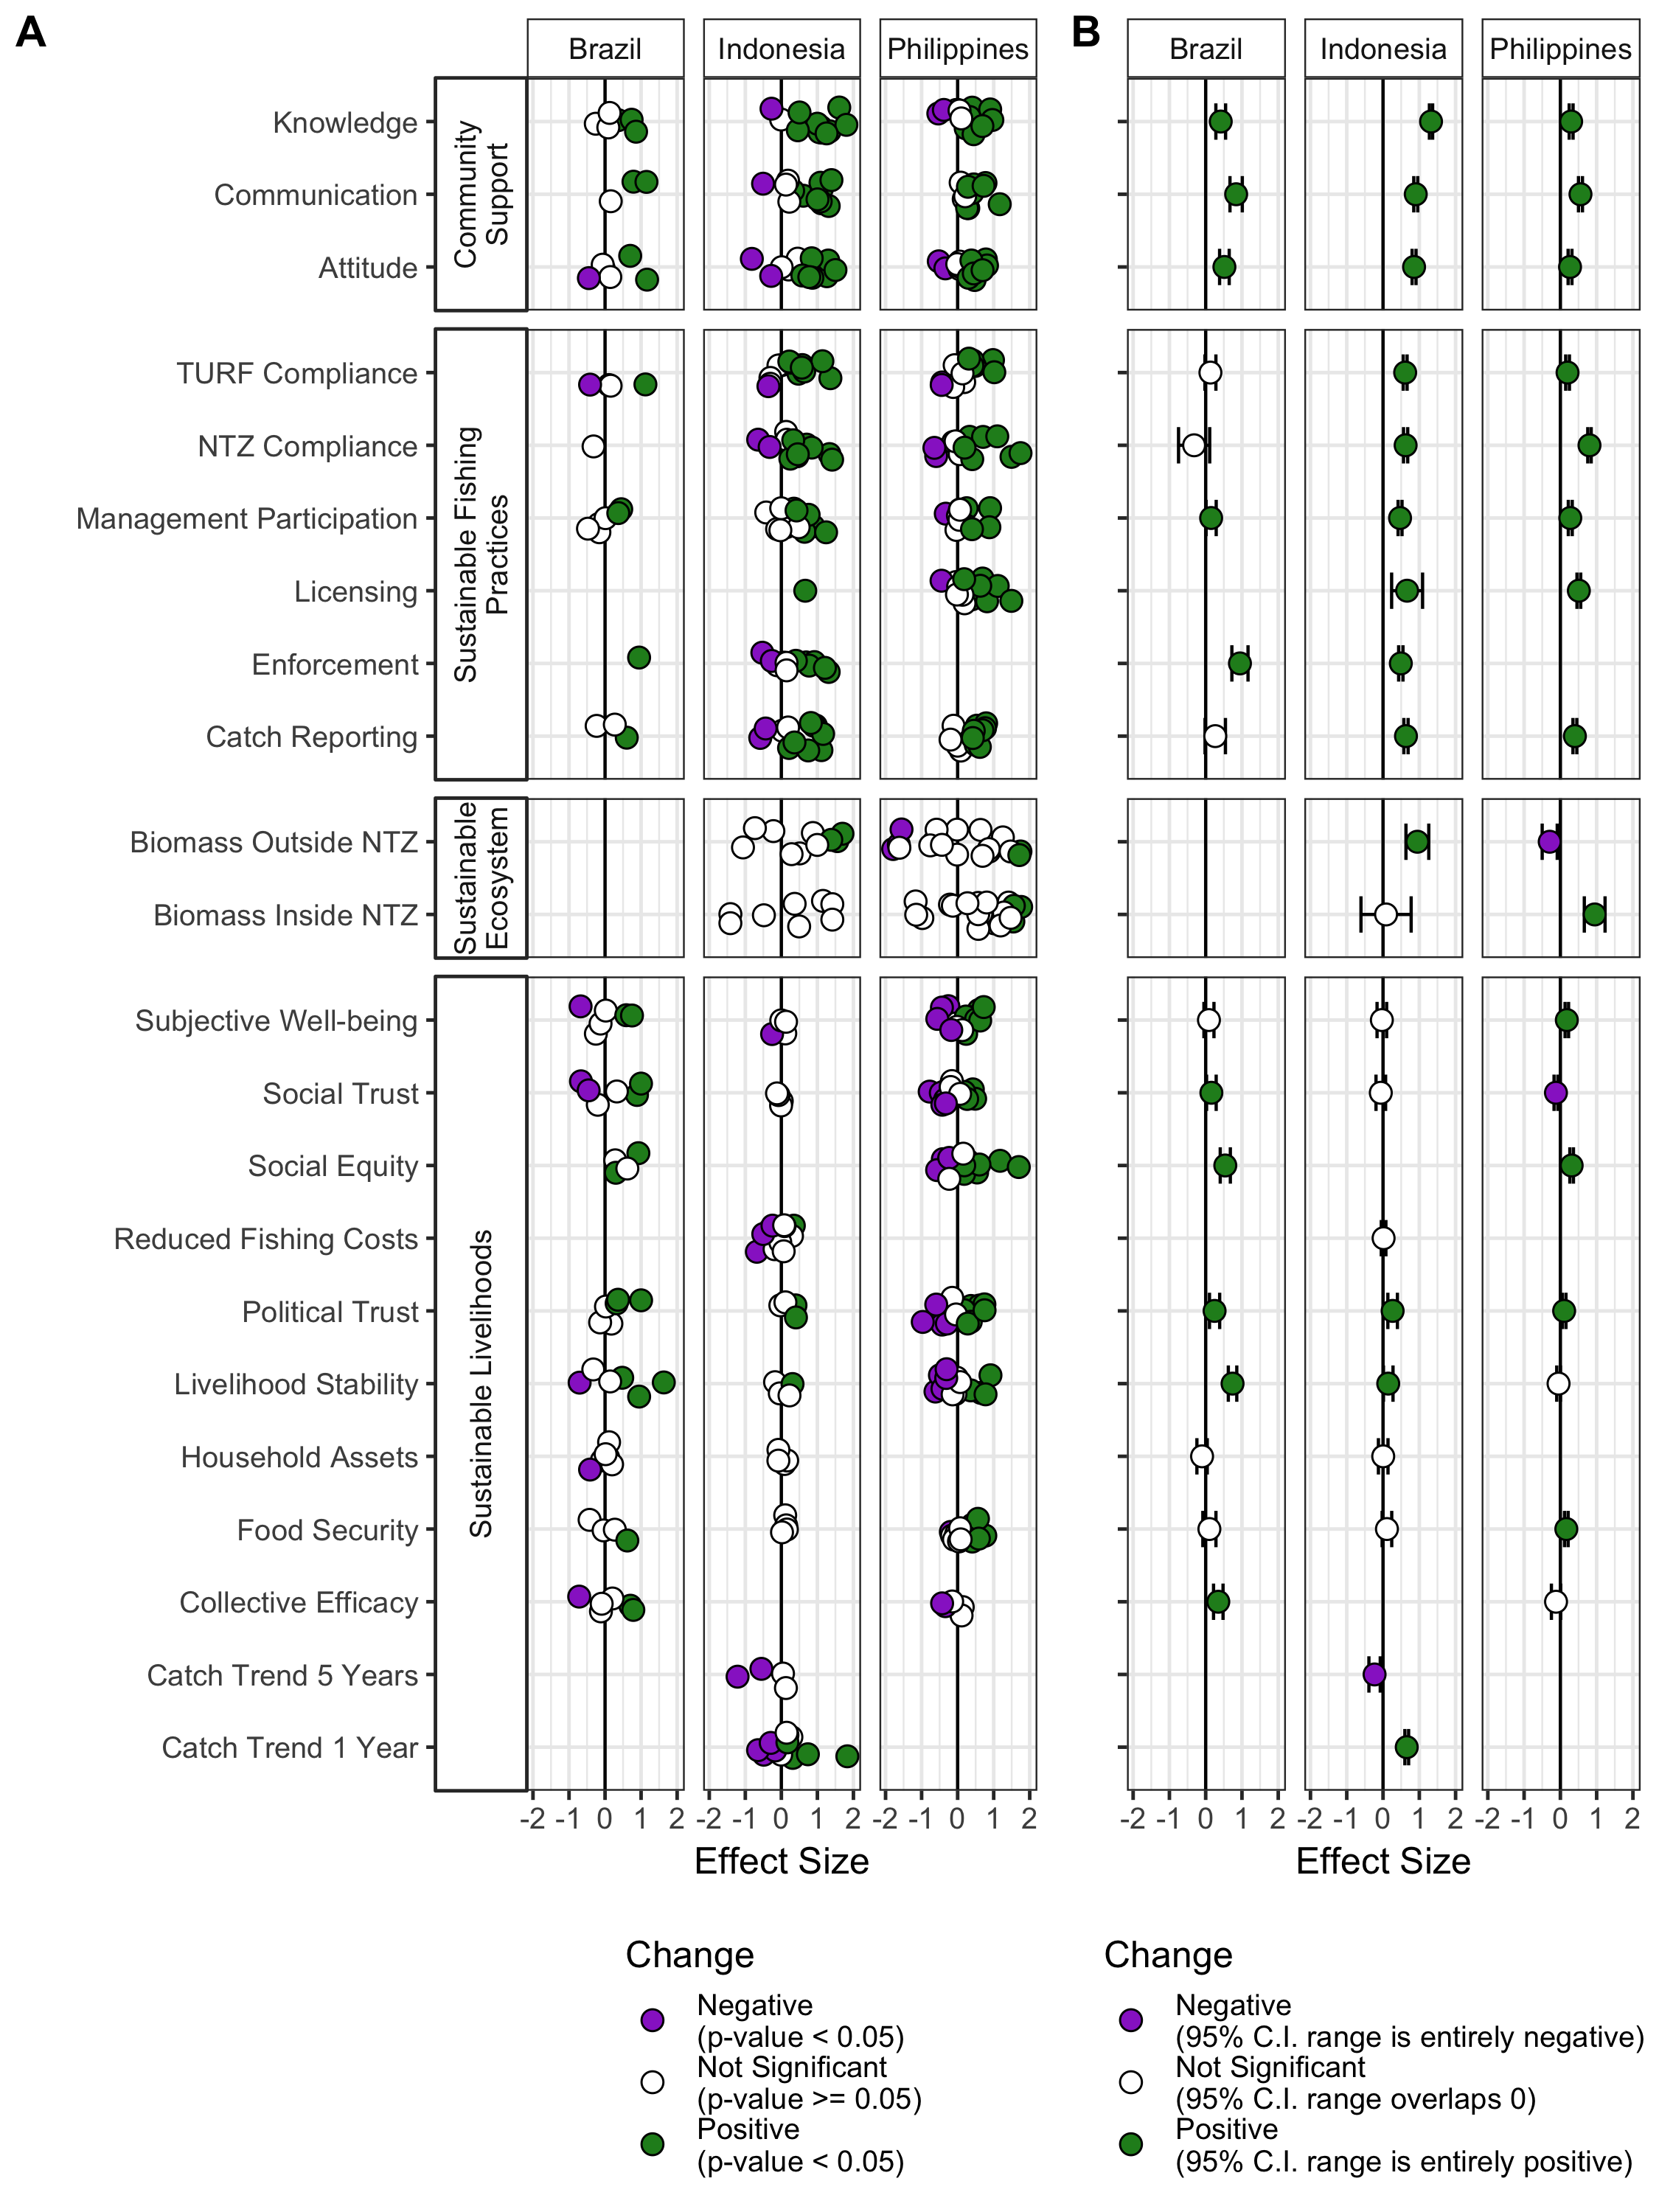 A
B
Brazil
Indonesia
Philippines
Brazil
Indonesia
Philippines
Community
Support
Knowledge
Communication
Attitude
Sustainable Fishing
Practices
TURF Compliance
NTZ Compliance
Management Participation
Licensing
Enforcement
Catch Reporting
Sustainable
Ecosystem
Biomass Outside NTZ
Biomass Inside NTZ
Sustainable Livelihoods
Subjective Well-being
Social Trust
Social Equity
Reduced Fishing Costs
Political Trust
Livelihood Stability
Household Assets
Food Security
Collective Efficacy
Catch Trend 5 Years
Catch Trend 1 Year
-2 -1 0 1 2
-2 -1 0 1 2
-2 -1 0 1 2
-2 -1 0 1 2
-2 -1 0 1 2
-2 -1 0 1 2
Effect Size
Effect Size
Change
Negative
(p-value < 0.05)
Not Significant
(p-value >= 0.05)
Positive
(p-value < 0.05)
Change
Negative
(95% C.I. range is entirely negative)
Not Significant
(95% C.I. range overlaps 0)
Positive
(95% C.I. range is entirely positive)